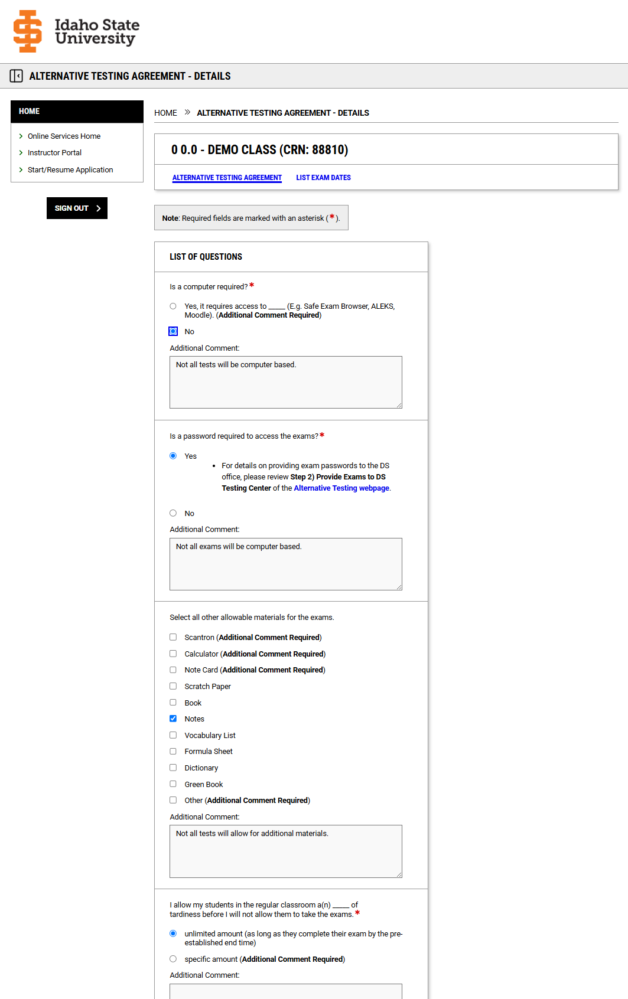 Idaho State
University
ALTERNATIVE TESTING AGREEMENT - DETAILS
HOME
Online Services Home
Instructor Portal
Start/Resume Application
SIGN OUT
HOME » ALTERNATIVE TESTING AGREEMENT - DETAILS
0 0.0 - DEMO CLASS (CRN: 88810)
ALTERNATIVE TESTING AGREEMENT LIST EXAM DATES
Note: Required fields are marked with an asterisk (*).
LIST OF QUESTIONS
Is a computer required?*
Yes, it requires access to _____ (E.g. Safe Exam Browser, ALEKS,
Moodle). (Additional Comment Required)
No
Additional Comment:
Not all tests will be computer based.
Is a password required to access the exams?*
Yes
• For details on providing exam passwords to the DS
office, please review Step 2) Provide Exams to DS
Testing Center of the Alternative Testing webpage.
No
Additional Comment:
Not all exams will be computer based.
Select all other allowable materials for the exams.
Scantron (Additional Comment Required)
Calculator (Additional Comment Required)
Note Card (Additional Comment Required)
Scratch Paper
Book
Notes
Vocabulary List
Formula Sheet
Dictionary
Green Book
Other (Additional Comment Required)
Additional Comment:
Not all tests will allow for additional materials.
I allow my students in the regular classroom a(n) _____ of
tardiness before I will not allow them to take the exams.*
unlimited amount (as long as they complete their exam by the pre-
established end time)
specific amount (Additional Comment Required)
Additional Comment: